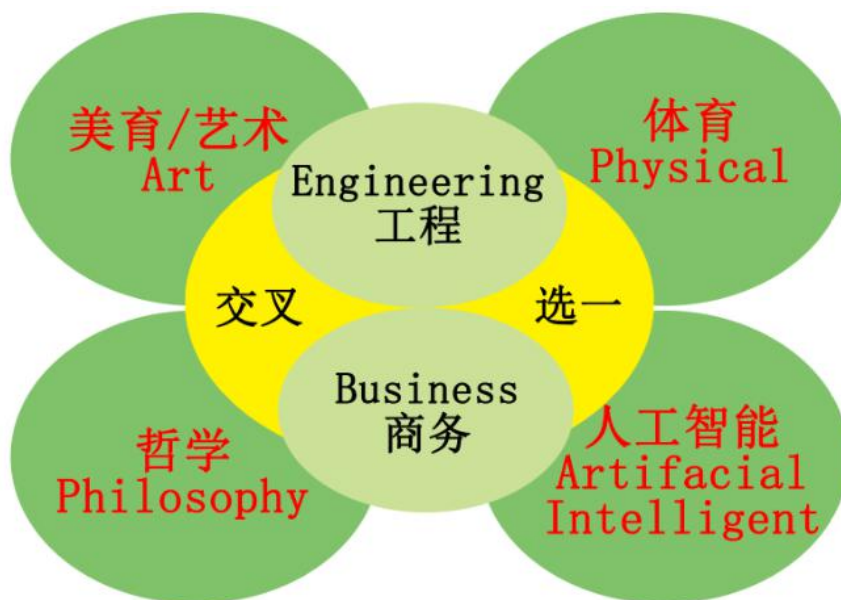 美育/艺术
Art
体育
Physical
Engineering
工程
交叉
选一
Business
商务
哲学
Philosophy
人工智能
Artifacial
Intelligent